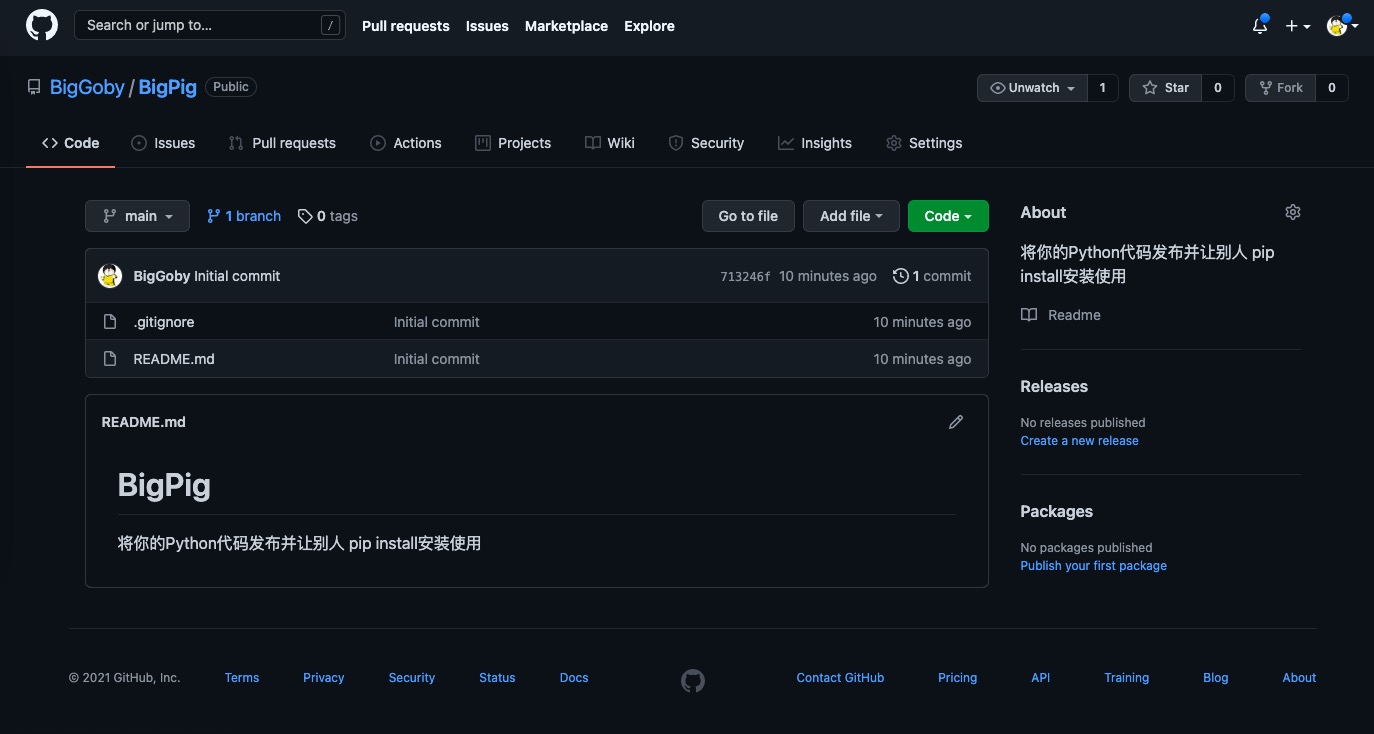 Search or jump to... /
Pull requests Issues Marketplace Explore
BigGoby / BigPig Public
Unwatch 1 Star 0 Fork 0
Code Issues Pull requests Actions Projects Wiki Security Insights Settings
main 1 branch 0 tags Go to file Add file Code
BigGoby Initial commit 713246f 10 minutes ago 1 commit
.gitignore Initial commit 10 minutes ago
README.md Initial commit 10 minutes ago
README.md
BigPig
将你的Python代码发布并让别人 pip install安装使用
About
将你的Python代码发布并让别人 pip
install安装使用
Readme
Releases
No releases published
Create a new release
Packages
No packages published
Publish your first package
© 2021 GitHub, Inc. Terms Privacy Security Status Docs Contact GitHub Pricing API Training Blog About